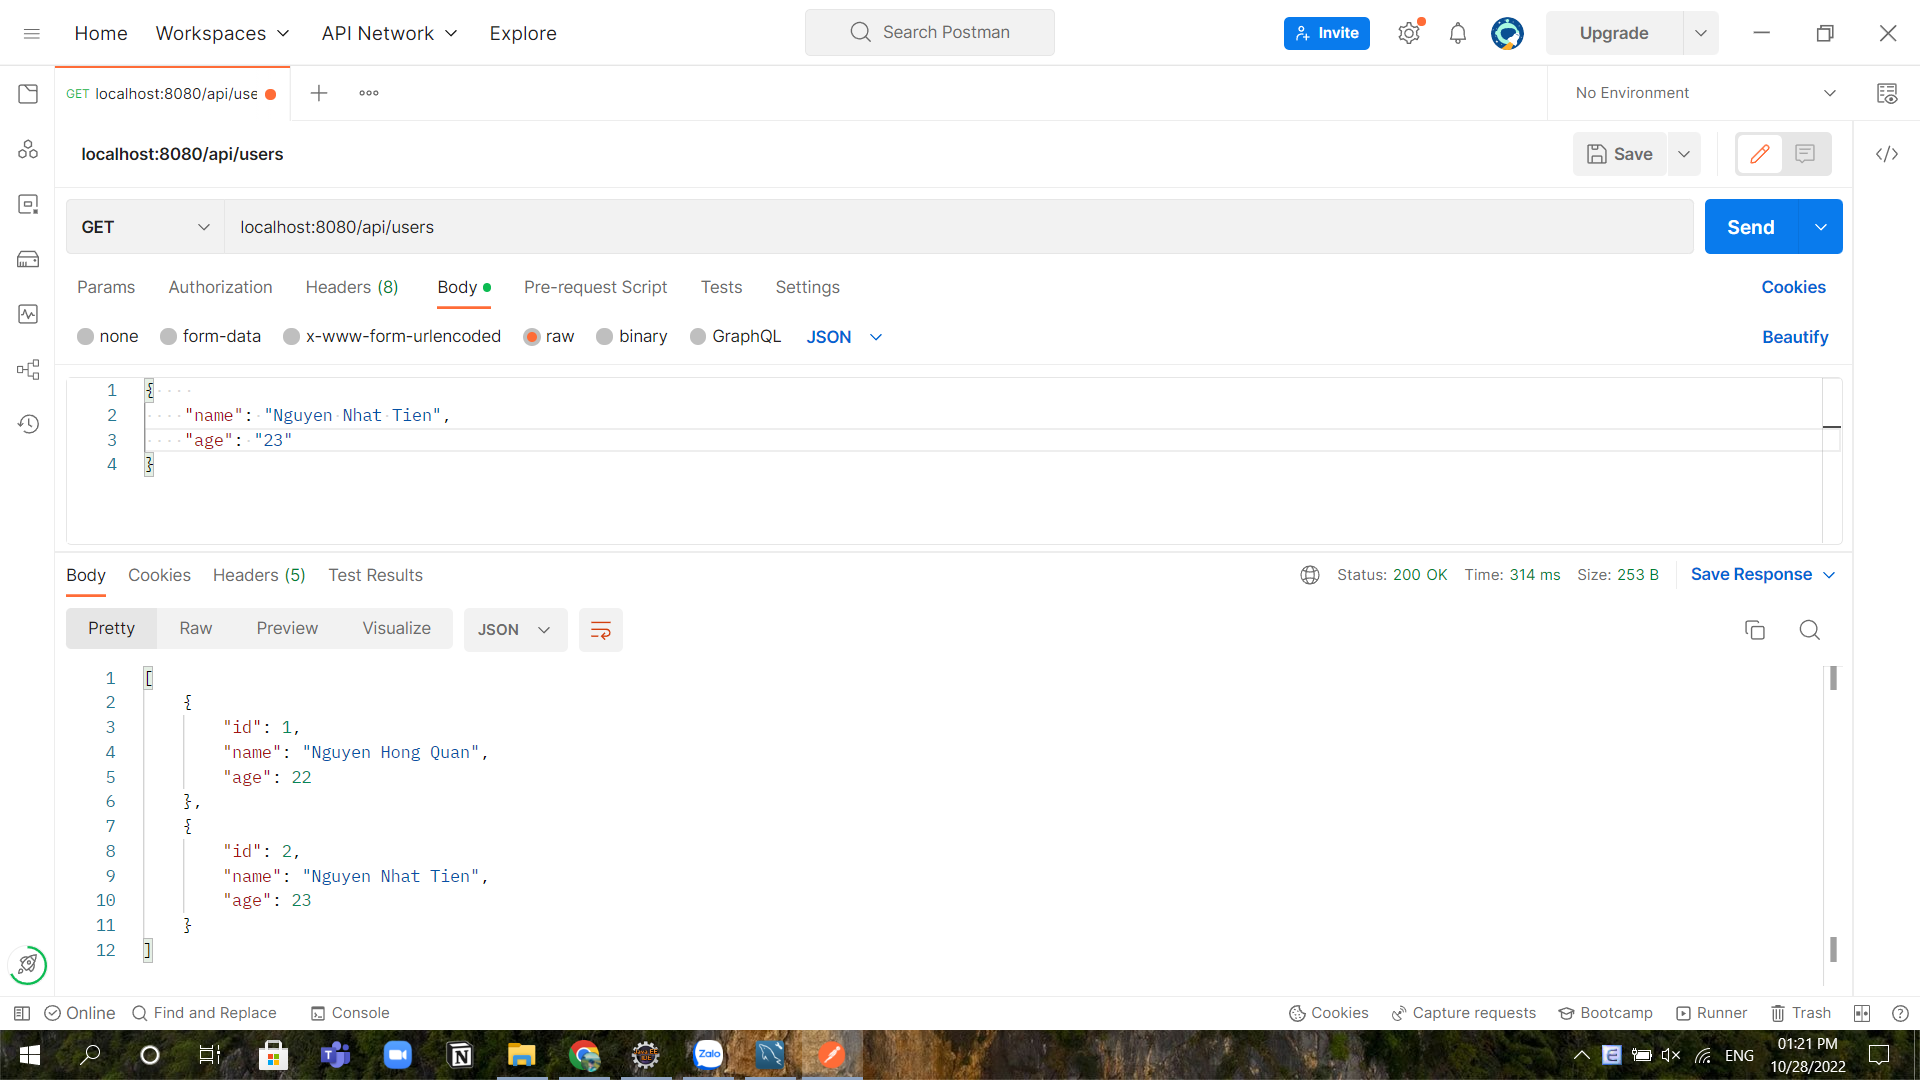 Home Workspaces API Network Explore Search Postman Invite Upgrade
GET localhost:8080/api/use No Environment
localhost:8080/api/users Save
GET localhost:8080/api/users Send
Params Authorization Headers (8) Body Pre-request Script Tests Settings Cookies
none form-data x-www-form-urlencoded raw binary GraphQL JSON Beautify
1 {
2 "name": "Nguyen Nhat Tien",
3 "age": "23"
4 }
Body Cookies Headers (5) Test Results Status: 200 OK Time: 314 ms Size: 253 B Save Response
Pretty Raw Preview Visualize JSON
1 [
2 {
3 "id": 1,
4 "name": "Nguyen Hong Quan",
5 "age": 22
6 },
7 {
8 "id": 2,
9 "name": "Nguyen Nhat Tien",
10 "age": 23
11 }
12 ]
Online Find and Replace Console Cookies Capture requests Bootcamp Runner Trash
Zalo ENG 01:21 PM
10/28/2022